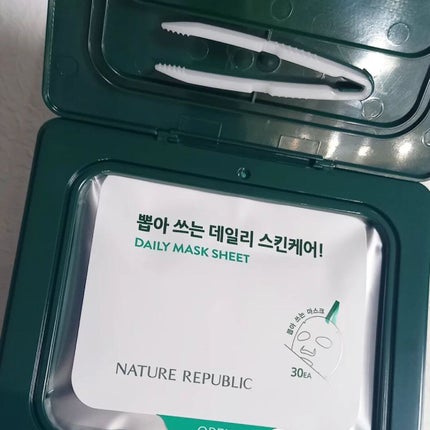 뽑아 쓰는 데일리 스킨케어!
DAILY MASK SHEET
뽑아 쓰는 마스크
30EA
NATURE REPUBLIC